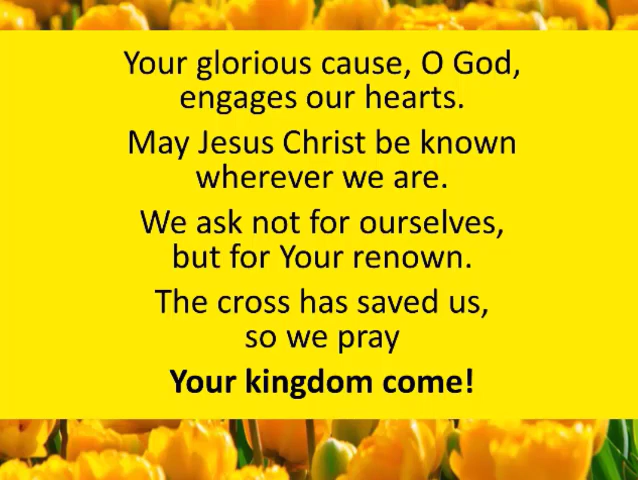 Your glorious cause, O God,
engages our hearts.
May Jesus Christ be known
wherever we are.
We ask not for ourselves,
but for Your renown.
The cross has saved us,
so we pray
Your kingdom come!